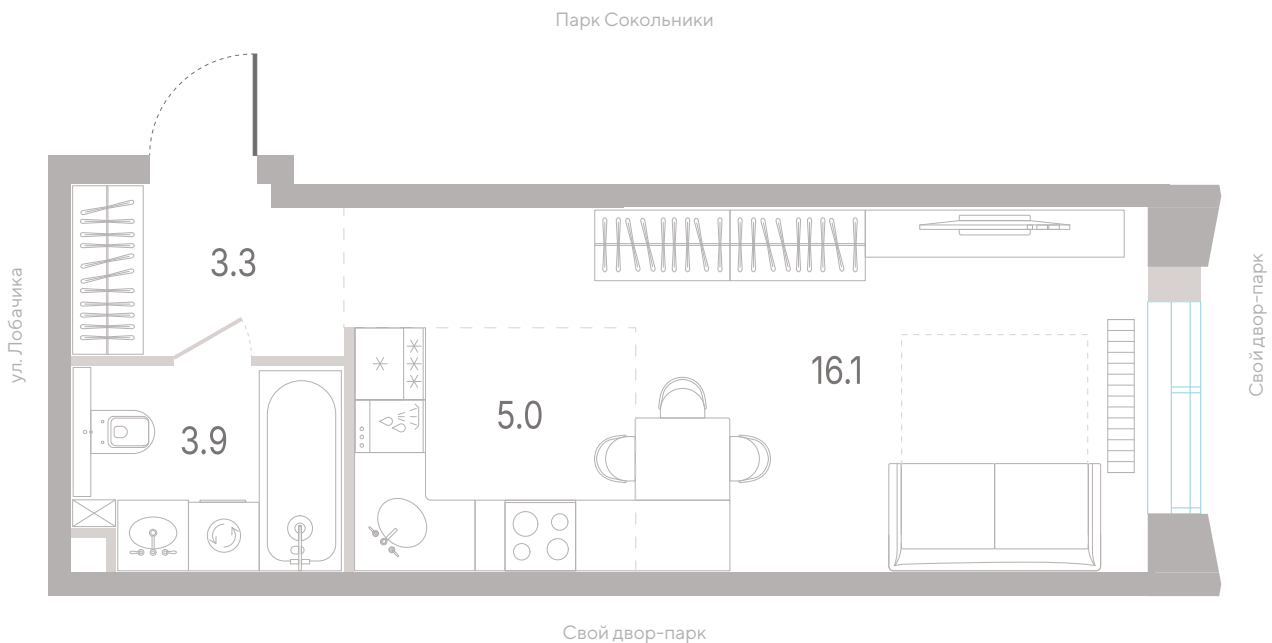 Парк Сокольники
ул. Лобачика
3.3
16.1
5.0
3.9
Свой двор-парк
Свой двор-парк